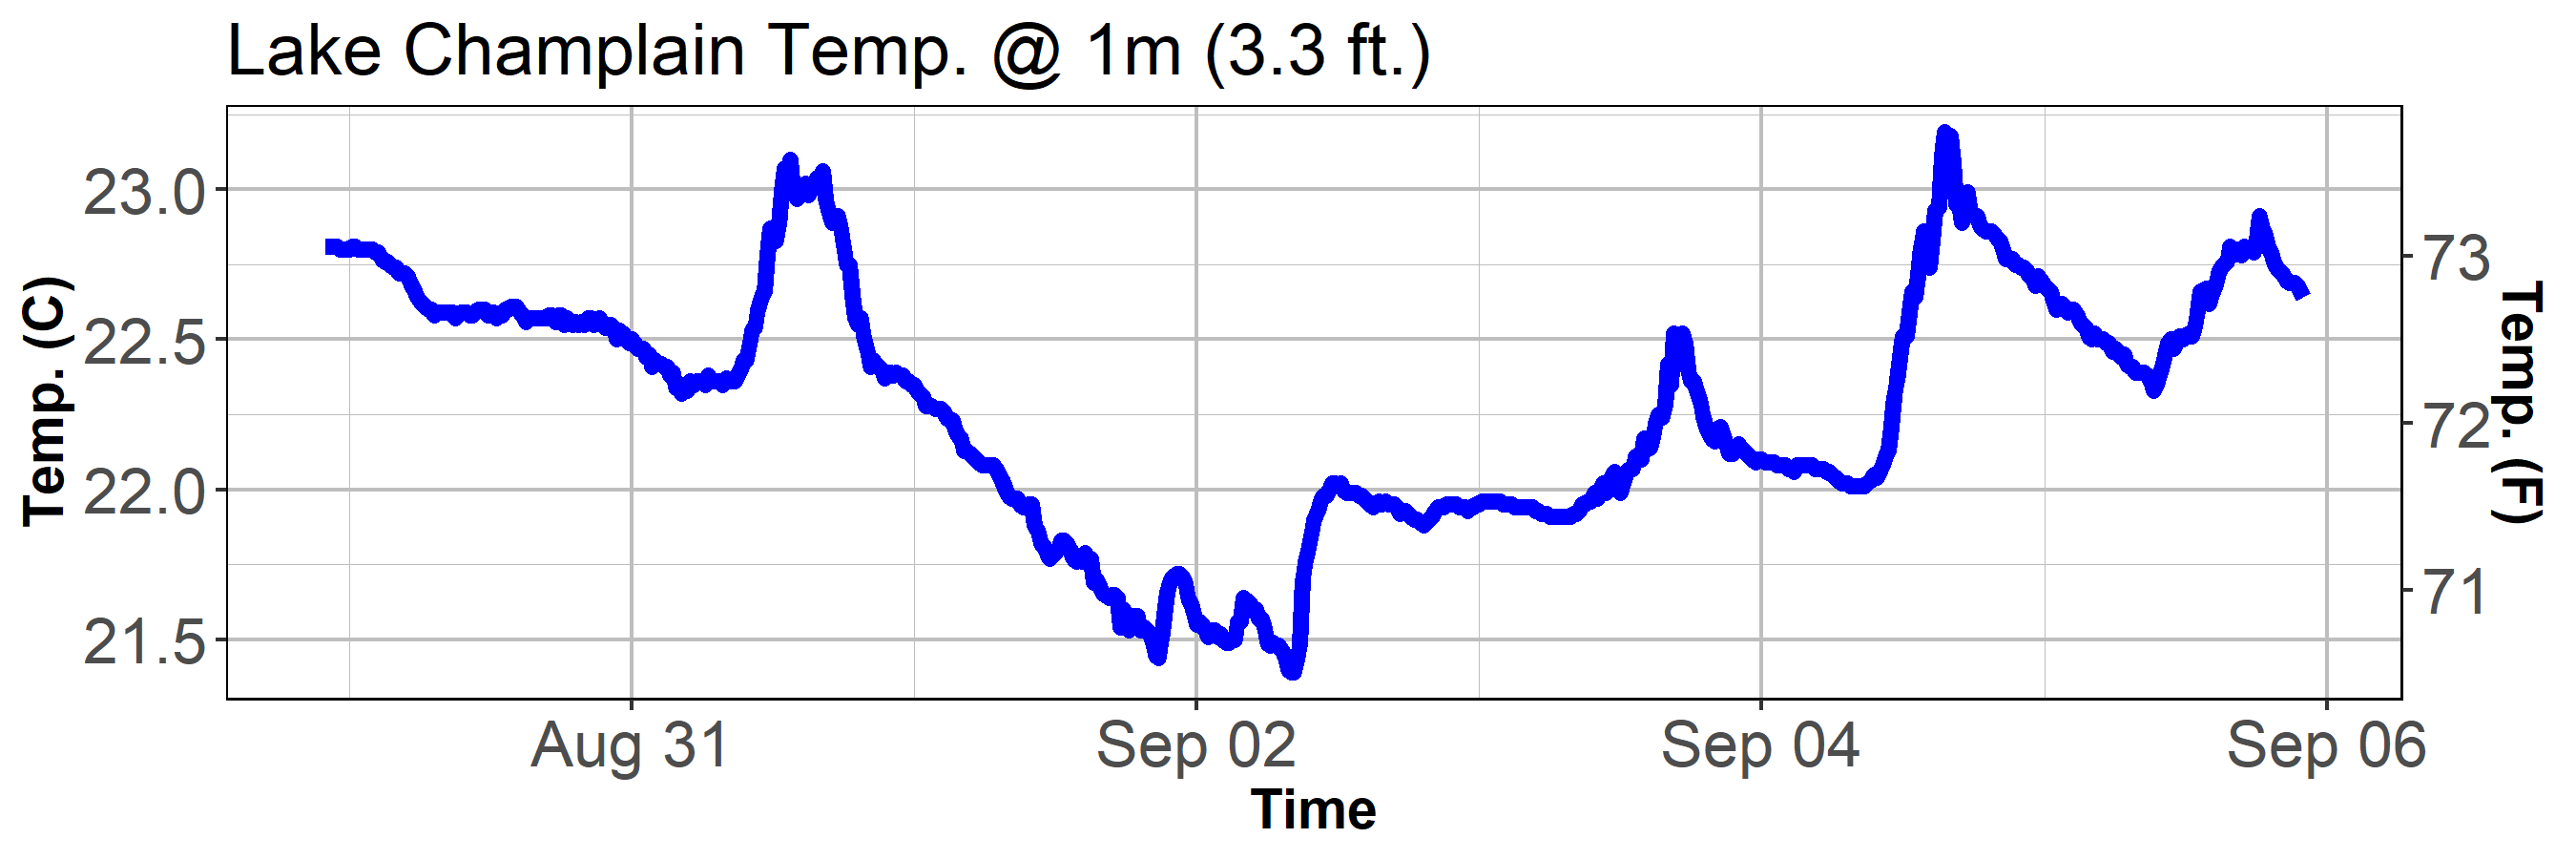 Lake Champlain Temp. @ 1m (3.3 ft.)
Temp. (C)
23.0
22.5
22.0
21.5
73
72
71
Temp. (F)
Aug 31
Sep 02
Sep 04
Sep 06
Time